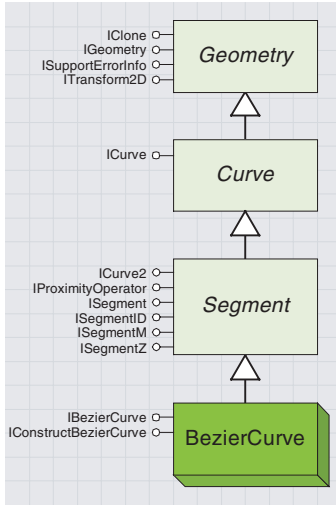 IClone
IGeometry
ISupportErrorInfo
ITransform2D
Geometry
ICurve
Curve
ICurve2
IProximityOperator
ISegment
ISegmentID
ISegmentM
ISegmentZ
Segment
IBezierCurve
IConstructBezierCurve
BezierCurve